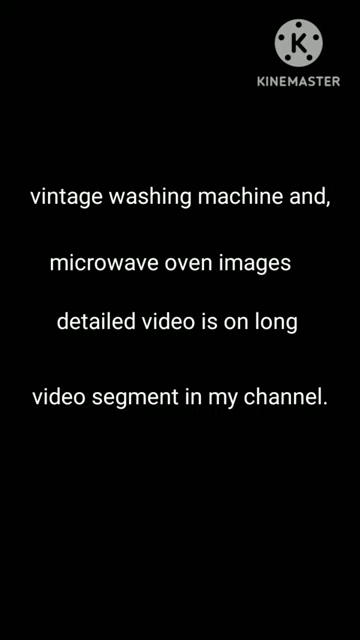 KINEMASTER
vintage washing machine and,
microwave oven images
detailed video is on long
video segment in my channel.